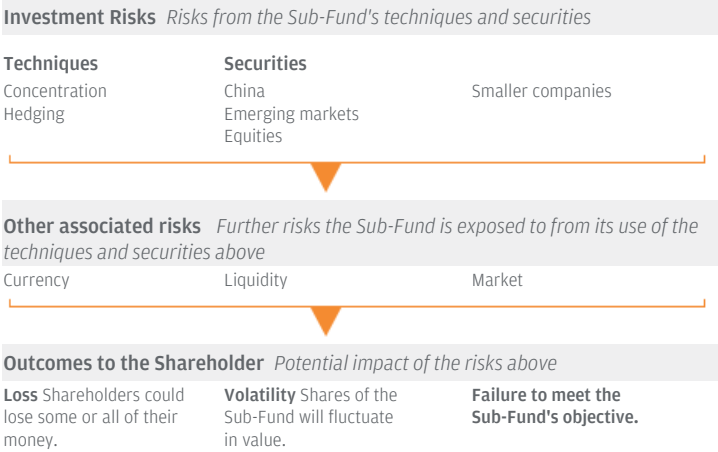 Investment Risks Risks from the Sub-Fund's techniques and securities
Techniques
Concentration
Hedging
Securities
China
Emerging markets
Equities
Smaller companies
Other associated risks Further risks the Sub-Fund is exposed to from its use of the
techniques and securities above
Currency
Liquidity
Market
Outcomes to the Shareholder Potential impact of the risks above
Loss Shareholders could
lose some or all of their
money.
Volatility Shares of the
Sub-Fund will fluctuate
in value.
Failure to meet the
Sub-Fund's objective.